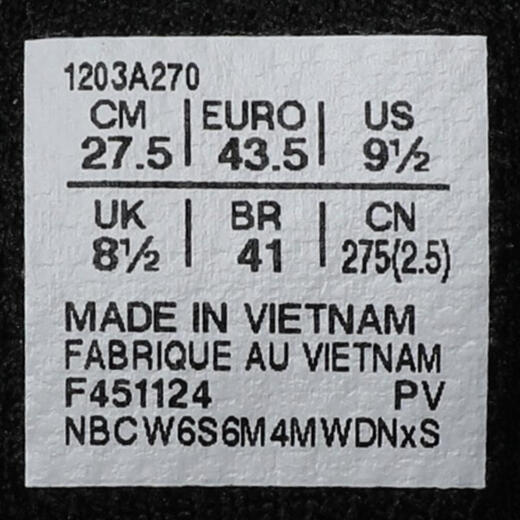 1203A270
CM EURO US
27.5 43.5 9½
UK BR CN
8½ 41 275(2.5)
MADE IN VIETNAM
FABRIQUE AU VIETNAM
F451124 PV
NBCW6S6M4MWDNxS